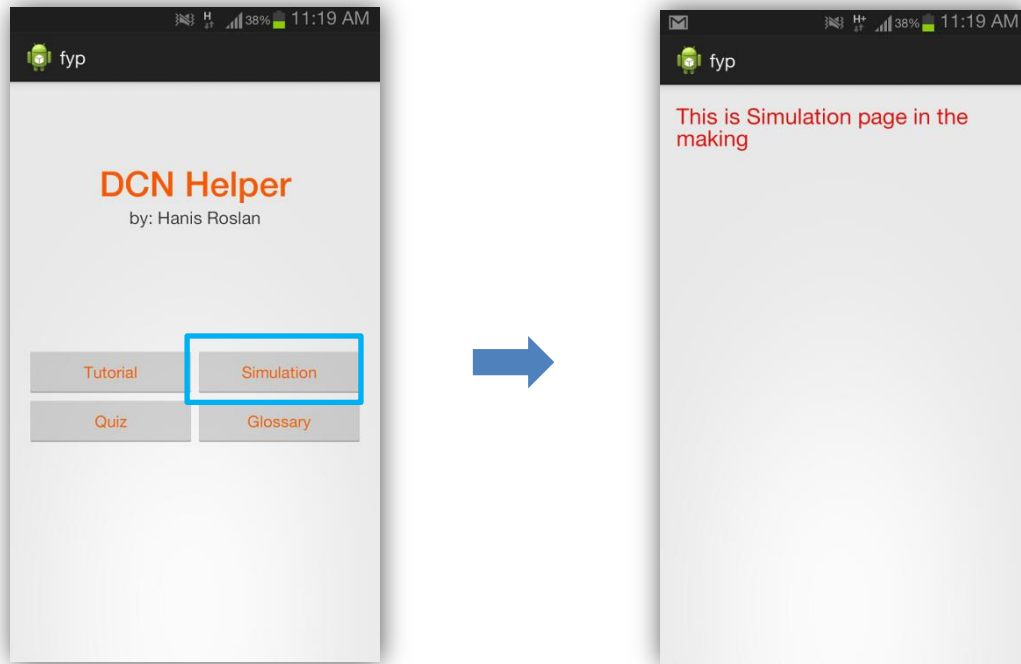 H 38% 11:19 AM
fyp
DCN Helper
by: Hanis Roslan
Tutorial Simulation
Quiz Glossary
H+ 38% 11:19 AM
fyp
This is Simulation page in the
making